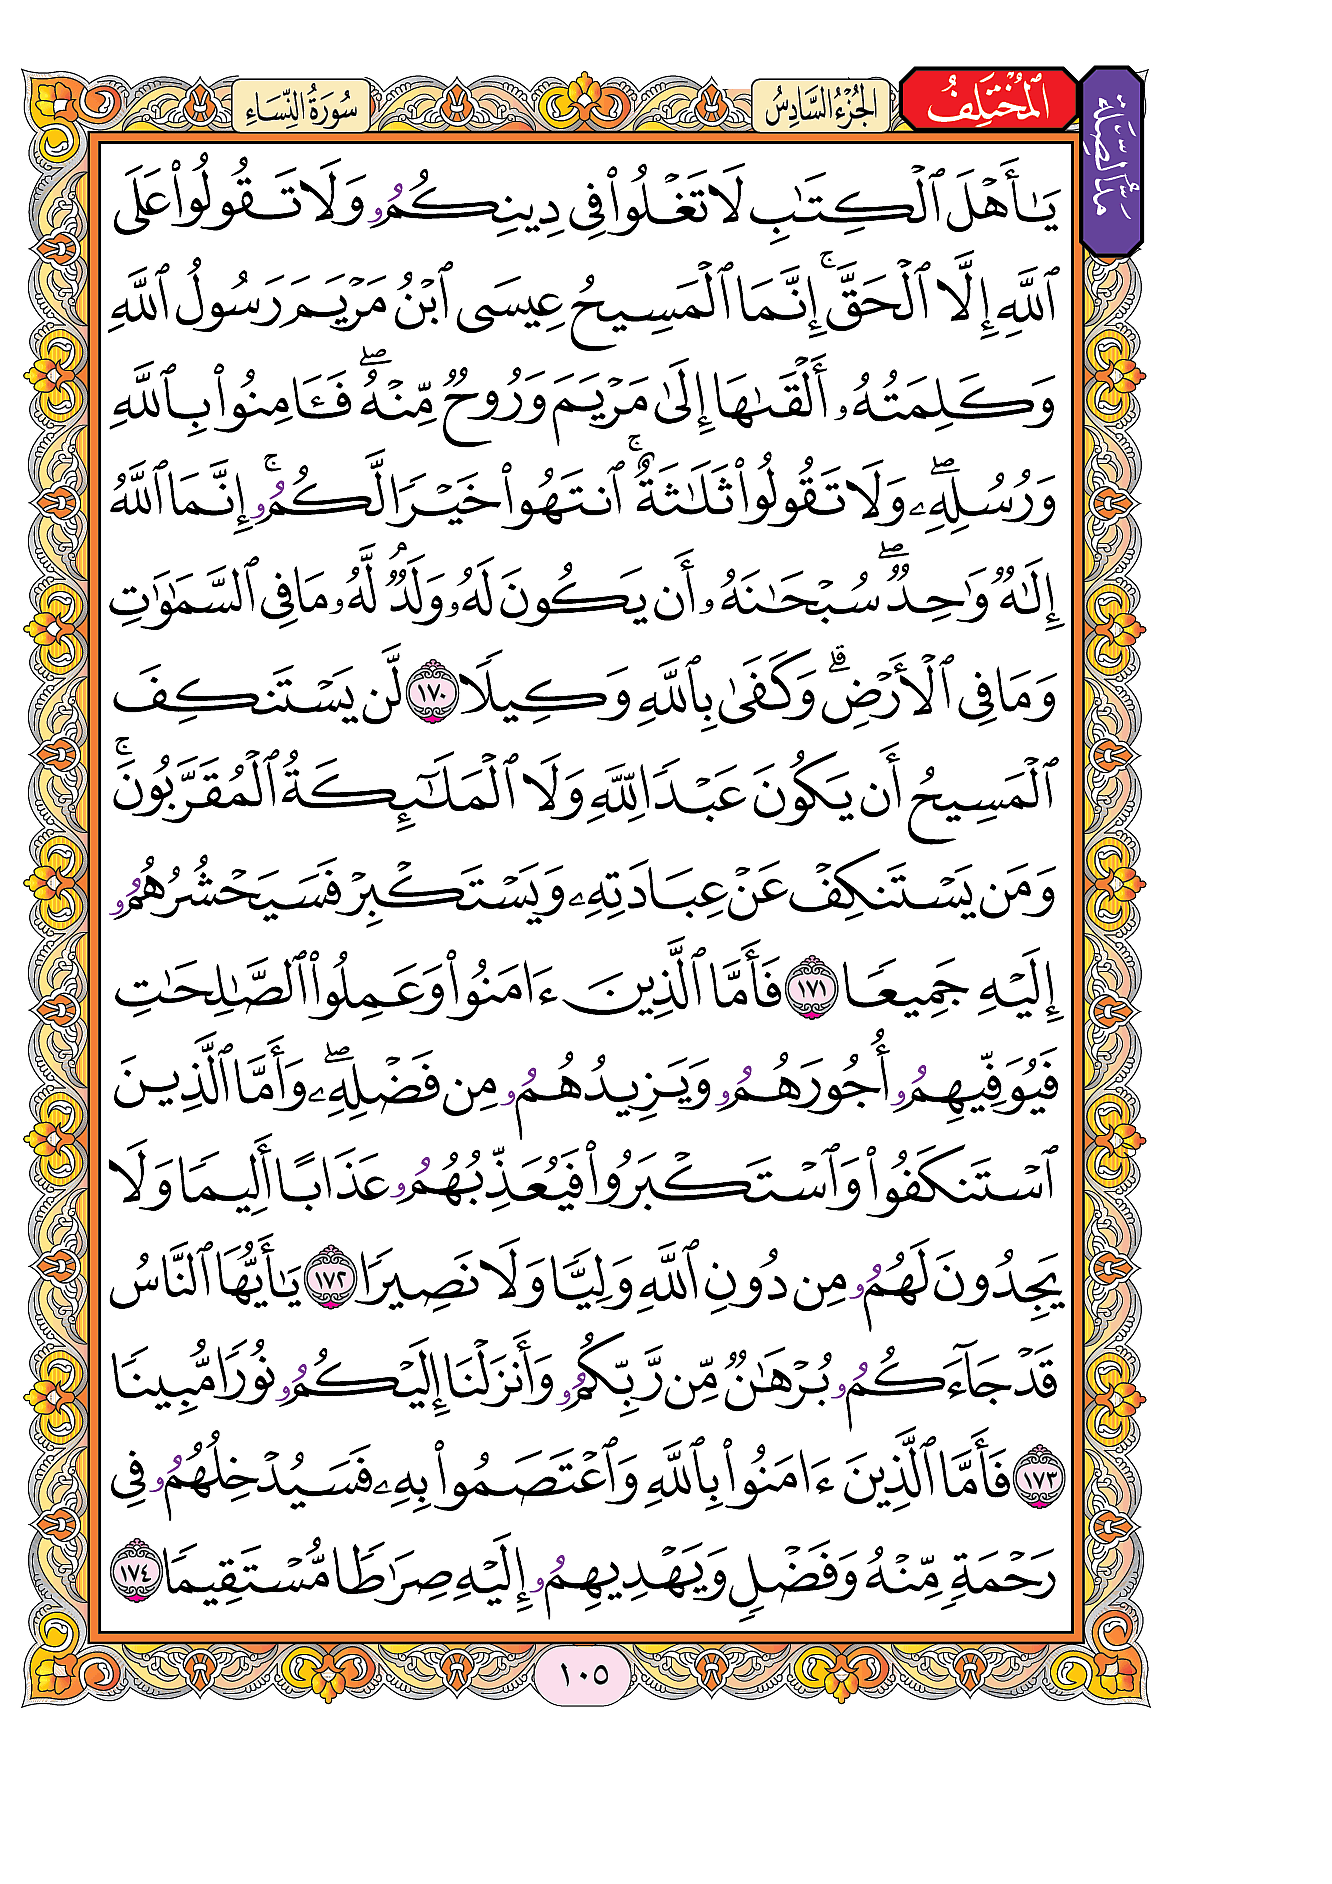 مَدُّ الصِّلَةِ
الْمُخْتَلِفُ
الجُزْءُ السَّادِسُ
سُورَةُ النِّسَاءِ
يَٰٓأَهۡلَ ٱلۡكِتَٰبِ لَا تَغۡلُواْ فِي دِينِكُمُۥ وَلَا تَقُولُواْ عَلَى
ٱللَّهِ إِلَّا ٱلۡحَقَّۚ إِنَّمَا ٱلۡمَسِيحُ عِيسَى ٱبۡنُ مَرۡيَمَ رَسُولُ ٱللَّهِ
وَكَلِمَتُهُۥ أَلۡقَىٰهَا إِلَىٰ مَرۡيَمَ وَرُوحٞ مِّنۡهُۖ فَـَٔامِنُواْ بِٱللَّهِ
وَرُسُلِهِۦۖ وَلَا تَقُولُواْ ثَلَٰثَةٌۚ ٱنتَهُواْ خَيۡرٗا لَّكُمُۥۚ إِنَّمَا ٱللَّهُ
إِلَٰهٞ وَٰحِدٞۖ سُبۡحَٰنَهُۥ أَن يَكُونَ لَهُۥ وَلَدٞۘ لَّهُۥ مَا فِي ٱلسَّمَٰوَٰتِ
وَمَا فِي ٱلۡأَرۡضِۗ وَكَفَىٰ بِٱللَّهِ وَكِيلٗا ١٧٠ لَّن يَسۡتَنكِفَ
ٱلۡمَسِيحُ أَن يَكُونَ عَبۡدٗا لِلَّهِ وَلَا ٱلۡمَلَٰٓئِكَةُ ٱلۡمُقَرَّبُونَۚ
وَمَن يَسۡتَنكِفۡ عَنۡ عِبَادَتِهِۦ وَيَسۡتَكۡبِرۡ فَسَيَحۡشُرُهُمُۥ
إِلَيۡهِ جَمِيعٗا ١٧١ فَأَمَّا ٱلَّذِينَ ءَامَنُواْ وَعَمِلُواْ ٱلصَّٰلِحَٰتِ
فَيُوَفِّيهِمُۥ أُجُورَهُمُۥ وَيَزِيدُهُمُۥ مِن فَضۡلِهِۦۖ وَأَمَّا ٱلَّذِينَ
ٱسۡتَنكَفُواْ وَٱسۡتَكۡبَرُواْ فَيُعَذِّبُهُمُۥ عَذَابًا أَلِيمٗا وَلَا
يَجِدُونَ لَهُمُۥ مِن دُونِ ٱللَّهِ وَلِيّٗا وَلَا نَصِيرٗا ١٧٢ يَٰٓأَيُّهَا ٱلنَّاسُ
قَدۡ جَآءَكُمُۥ بُرۡهَٰنٞ مِّن رَّبِّكُمُۥ وَأَنزَلۡنَا إِلَيۡكُمُۥ نُورٗا مُّبِينٗا
١٧٣ فَأَمَّا ٱلَّذِينَ ءَامَنُواْ بِٱللَّهِ وَٱعۡتَصَمُواْ بِهِۦ فَسَيُدۡخِلُهُمُۥ فِي
رَحۡمَةٖ مِّنۡهُ وَفَضۡلٖ وَيَهۡدِيهِمُۥ إِلَيۡهِ صِرَٰطٗا مُّسۡتَقِيمٗا ١٧٤
١٠٥